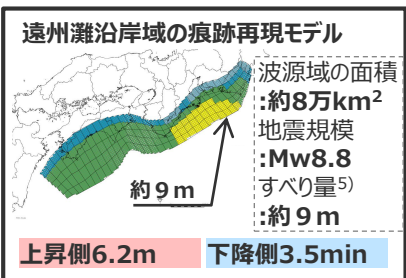 遠州灘沿岸域の痕跡再現モデル
波源域の面積
:約8万km²
地震規模
:Mw8.8
すべり量⁵⁾
:約9m
約9m
上昇側6.2m
下降側3.5min